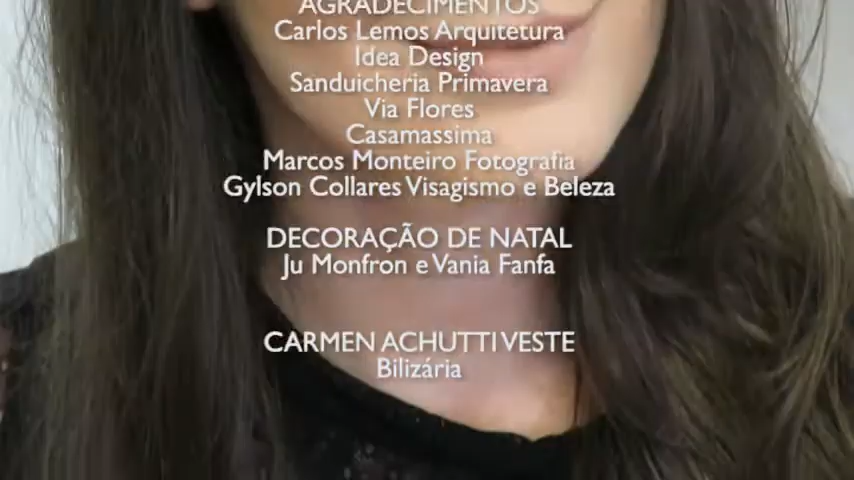 AGRADECIMENTOS
Carlos Lemos Arquitetura
Idea Design
Sanduicheria Primavera
Via Flores
Casamassima
Marcos Monteiro Fotografia
Gylson Collares Visagismo e Beleza
DECORAÇÃO DE NATAL
Ju Monfron e Vania Fanfa
CARMEN ACHUTTI VESTE
Bilizária